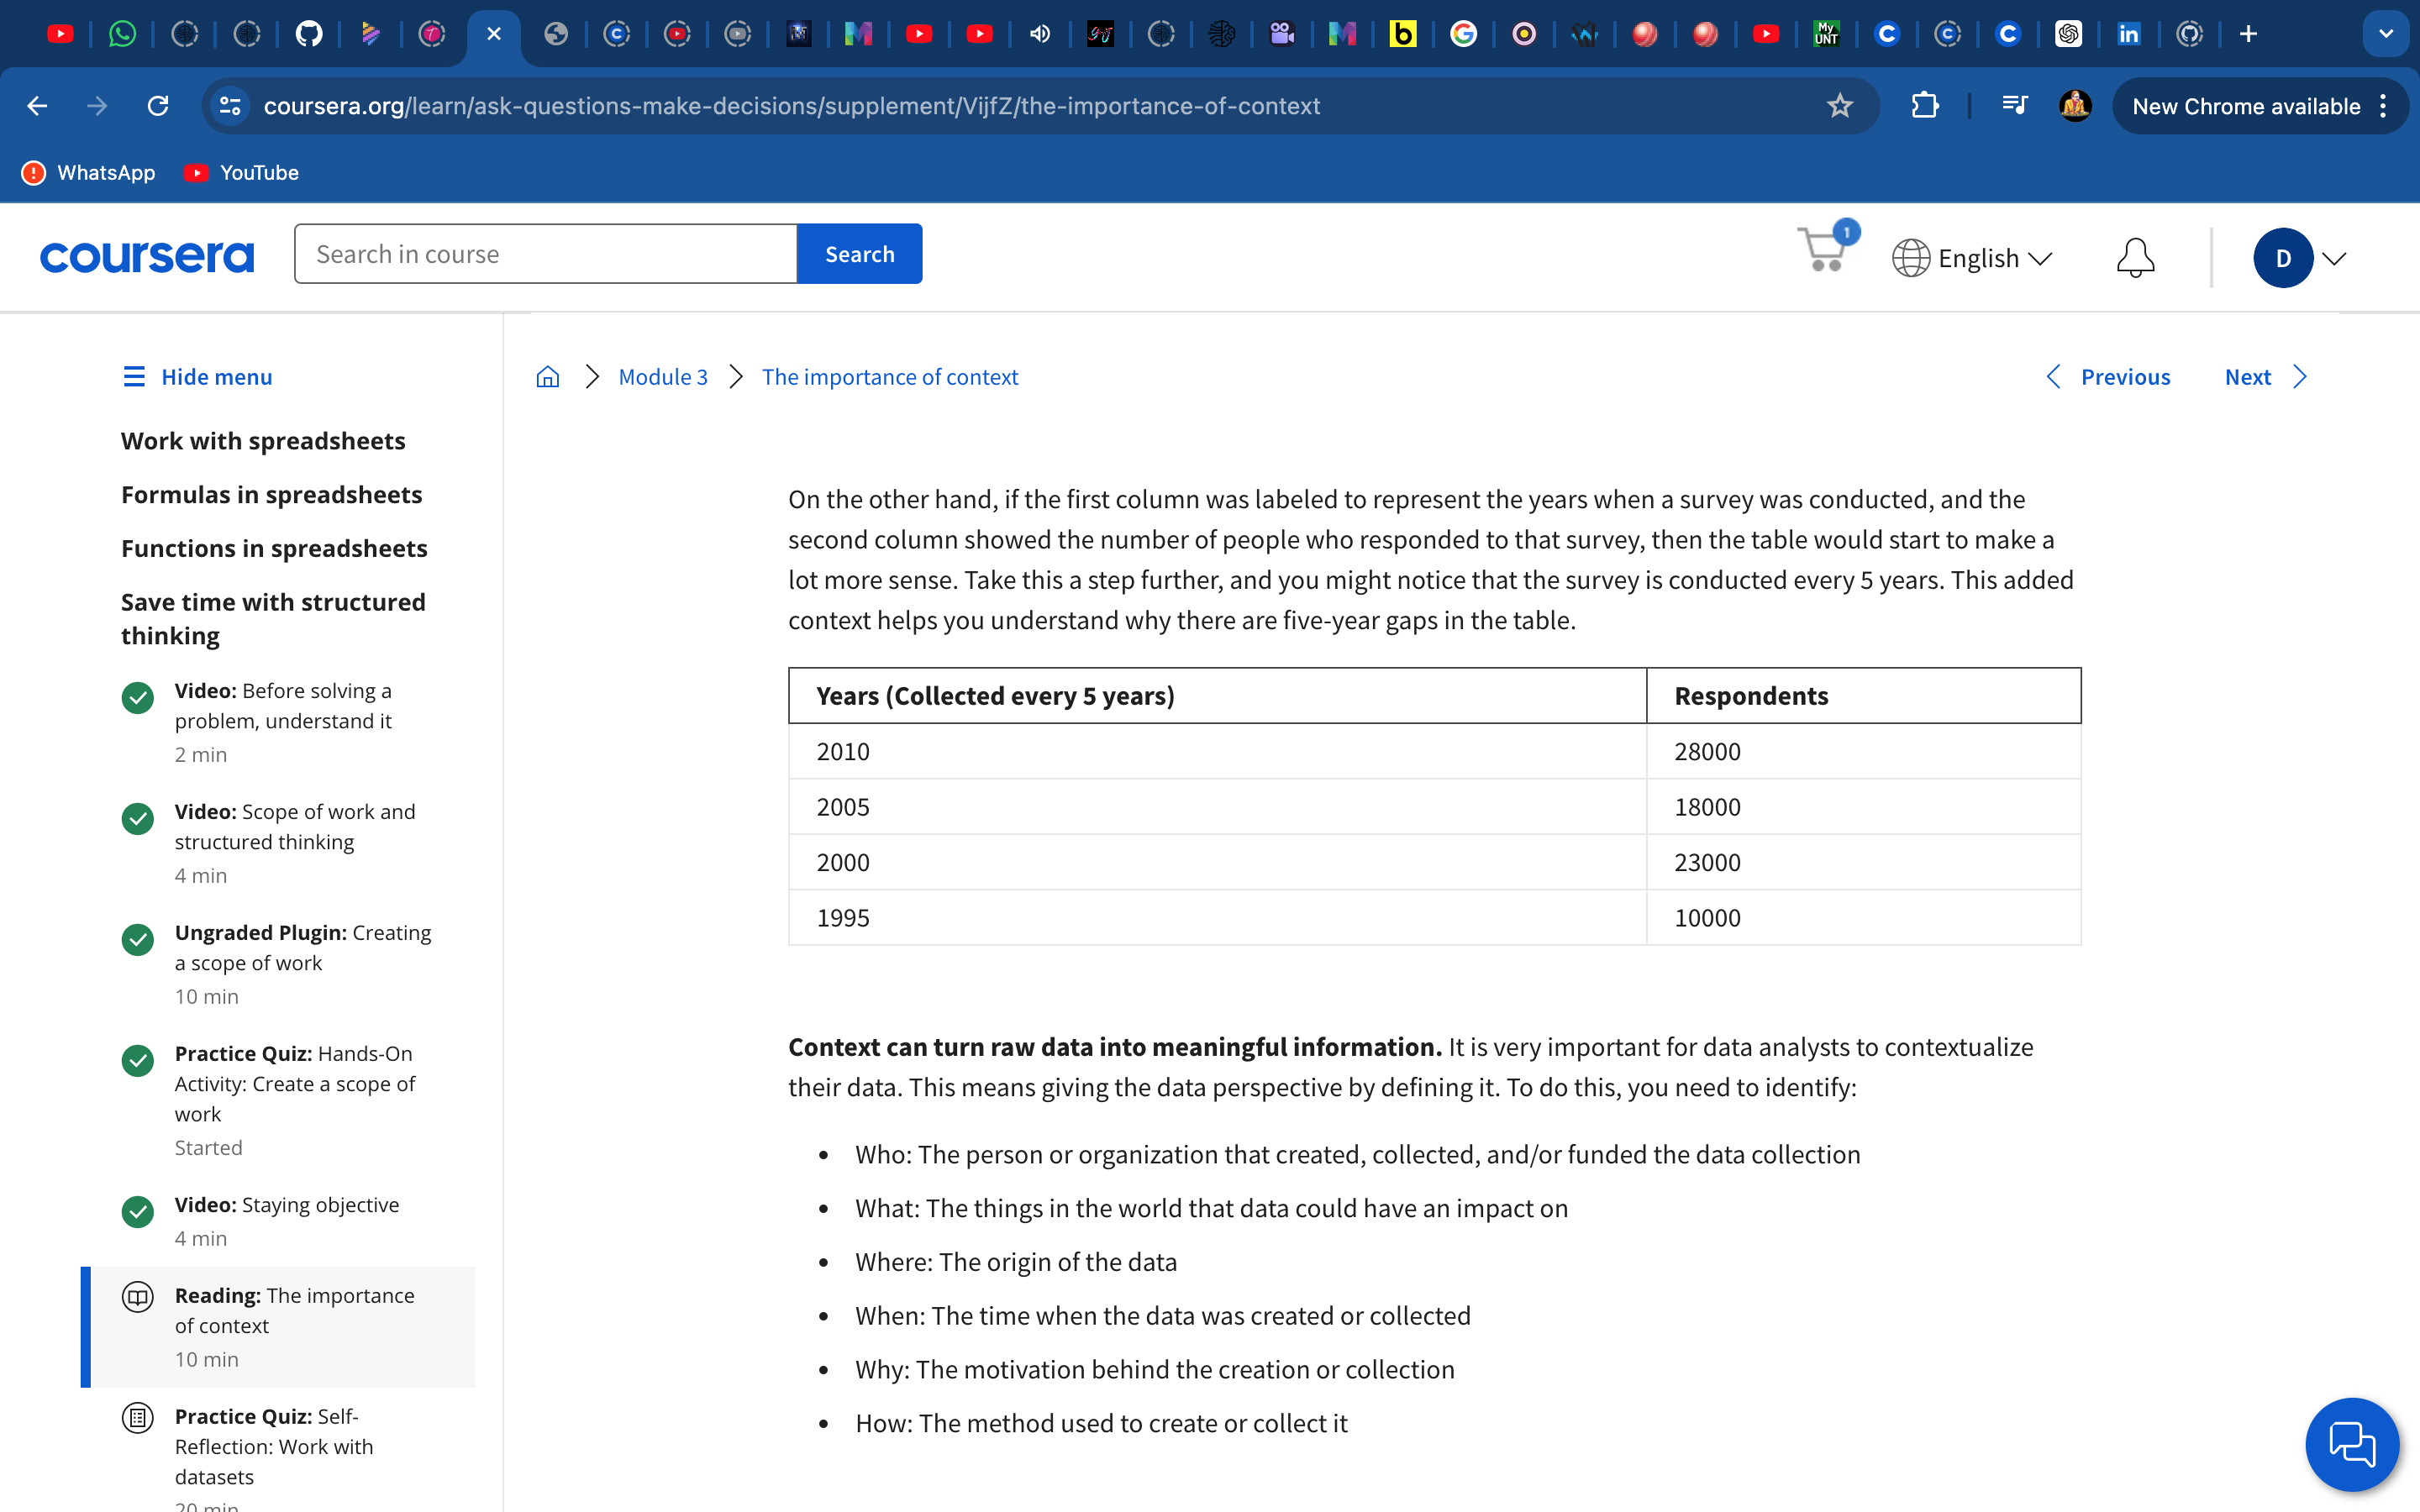 My
UNT
coursera.org/learn/ask-questions-make-decisions/supplement/VijfZ/the-importance-of-context
New Chrome available
WhatsApp
YouTube
coursera
Search in course
Search
1
English
D
Hide menu
Module 3
The importance of context
Previous
Next
Work with spreadsheets
Formulas in spreadsheets
Functions in spreadsheets
Save time with structured
thinking
Video: Before solving a
problem, understand it
2 min
Video: Scope of work and
structured thinking
4 min
Ungraded Plugin: Creating
a scope of work
10 min
Practice Quiz: Hands-On
Activity: Create a scope of
work
Started
Video: Staying objective
4 min
Reading: The importance
of context
10 min
Practice Quiz: Self-
Reflection: Work with
datasets
20 min
On the other hand, if the first column was labeled to represent the years when a survey was conducted, and the
second column showed the number of people who responded to that survey, then the table would start to make a
lot more sense. Take this a step further, and you might notice that the survey is conducted every 5 years. This added
context helps you understand why there are five-year gaps in the table.
Years (Collected every 5 years) Respondents
2010 28000
2005 18000
2000 23000
1995 10000
Context can turn raw data into meaningful information. It is very important for data analysts to contextualize
their data. This means giving the data perspective by defining it. To do this, you need to identify:
• Who: The person or organization that created, collected, and/or funded the data collection
• What: The things in the world that data could have an impact on
• Where: The origin of the data
• When: The time when the data was created or collected
• Why: The motivation behind the creation or collection
• How: The method used to create or collect it